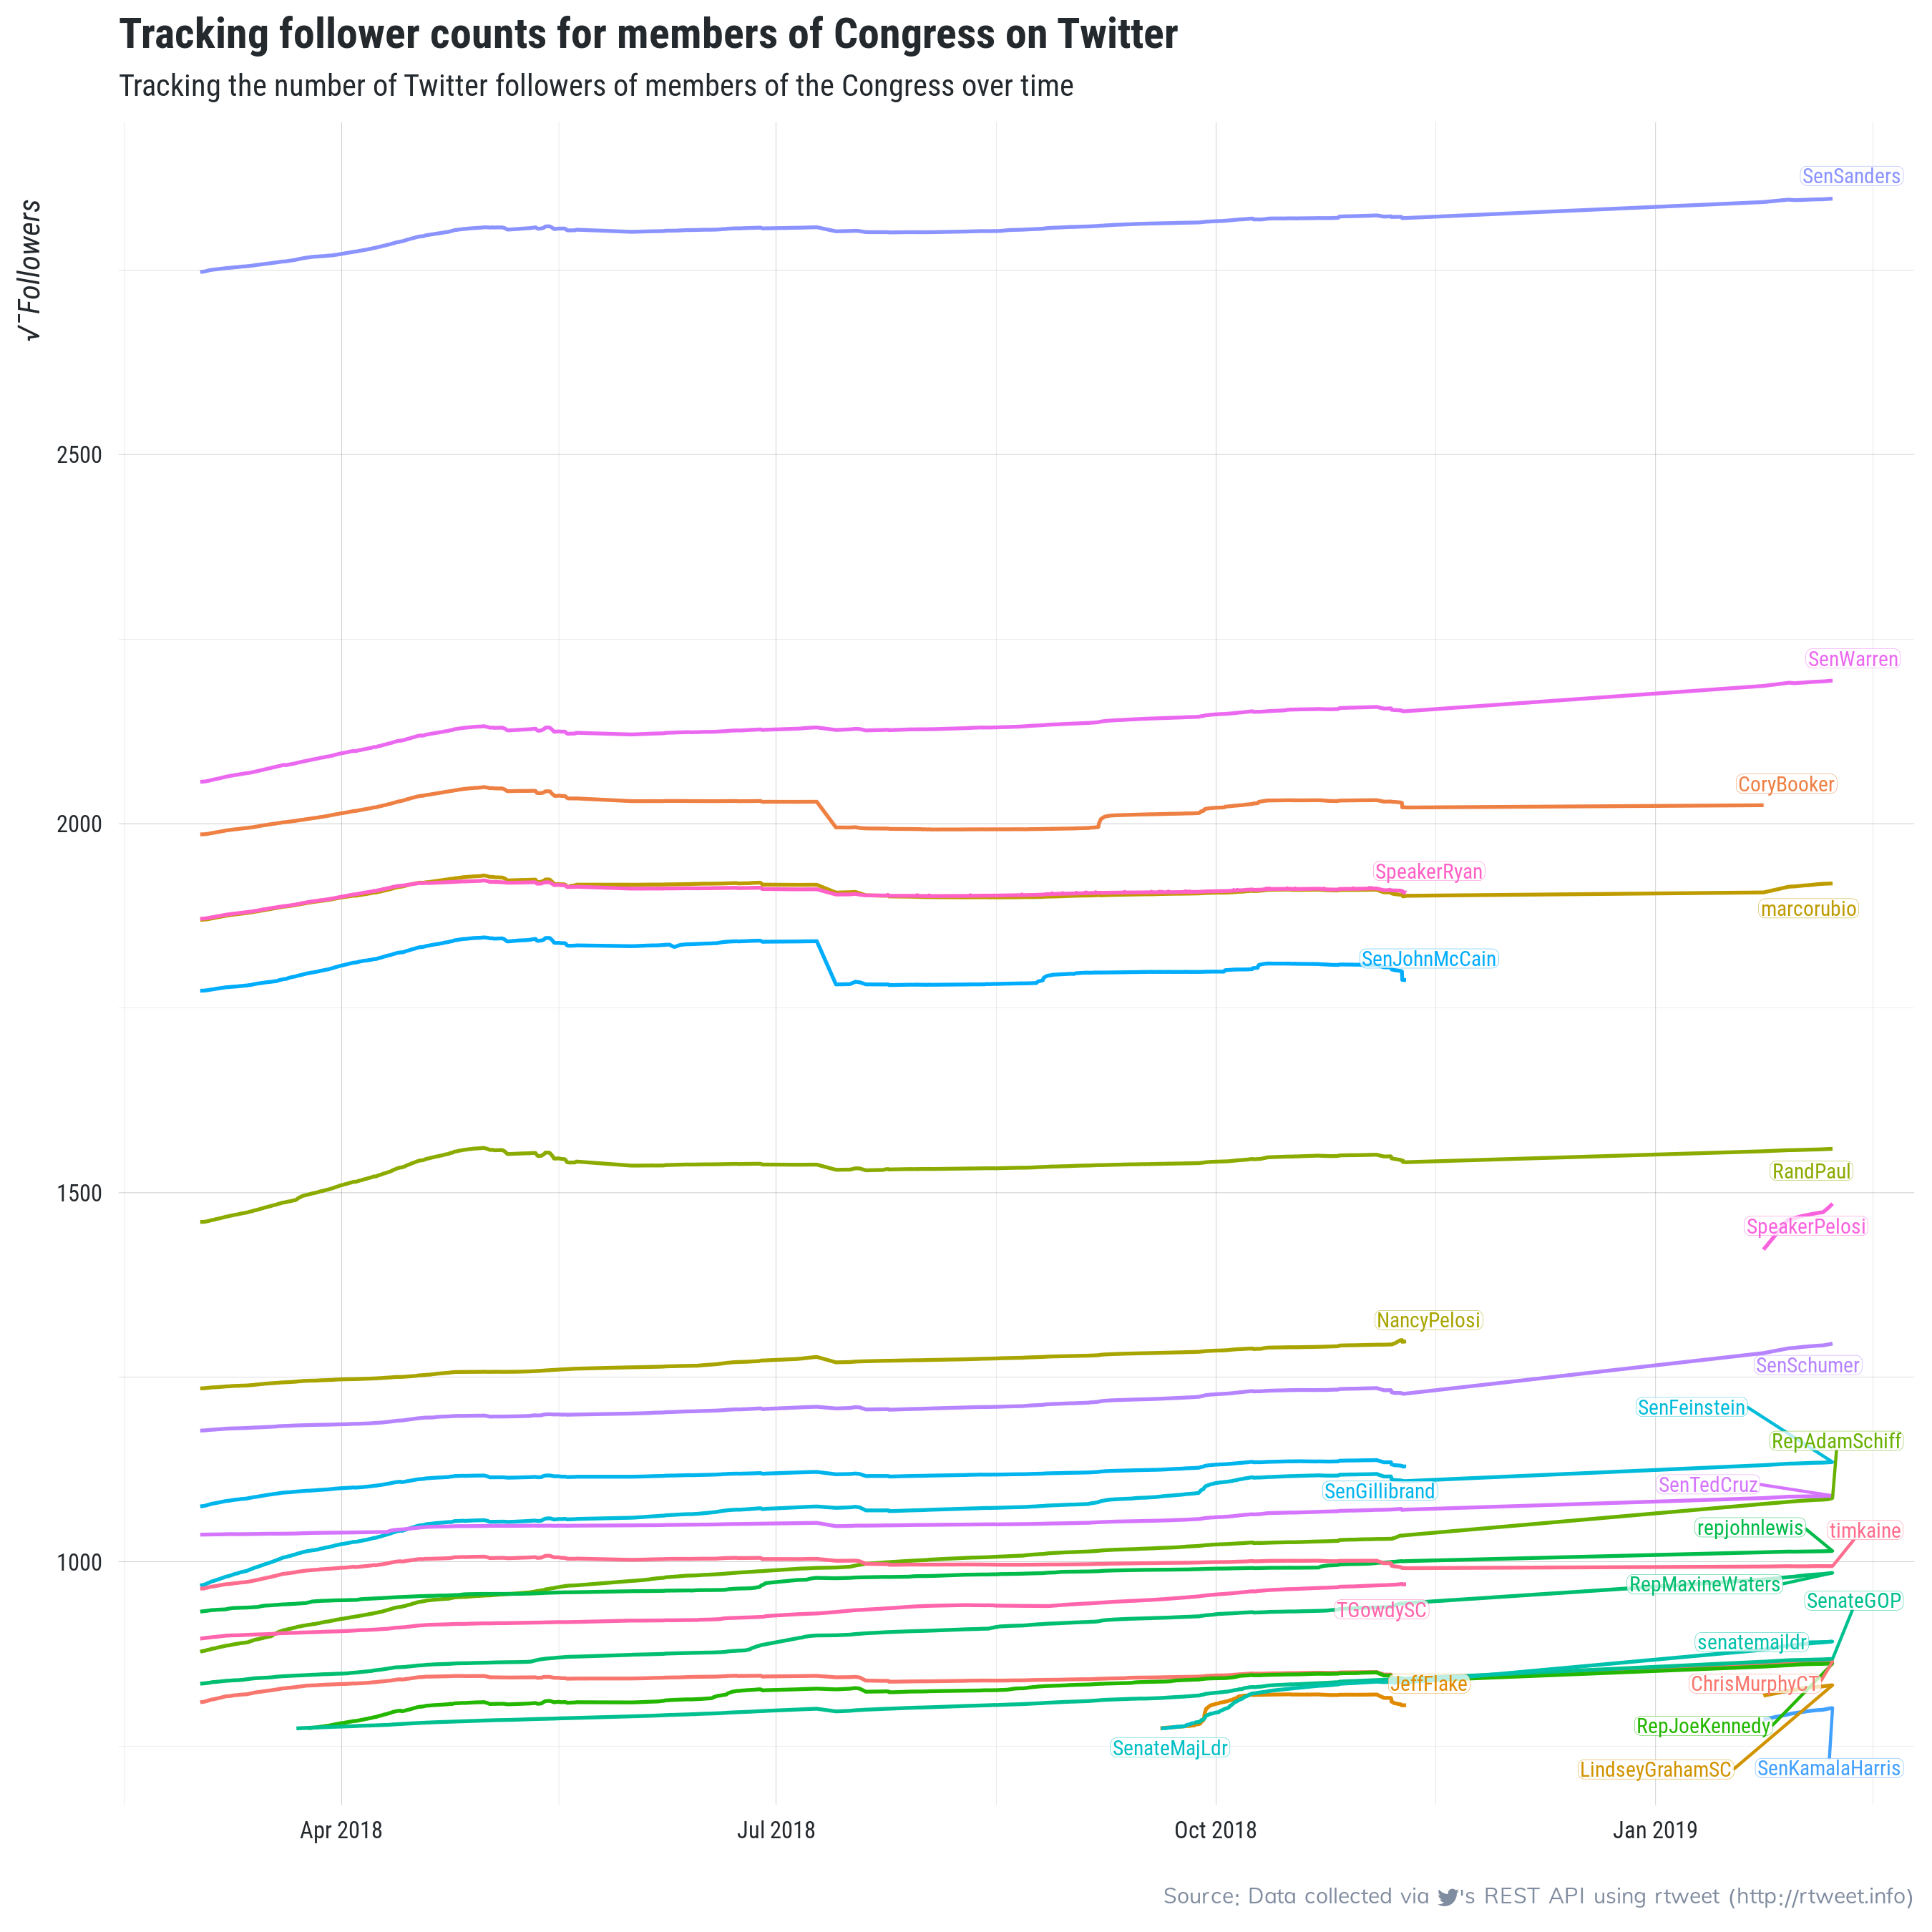 Tracking follower counts for members of Congress on Twitter
Tracking the number of Twitter followers of members of the Congress over time
√‾Followers
SenSanders
2500
SenWarren
CoryBooker
2000
SpeakerRyan
marcorubio
SenJohnMcCain
RandPaul
1500
SpeakerPelosi
NancyPelosi
SenSchumer
SenFeinstein
RepAdamSchiff
SenTedCruz
SenGillibrand
repjohnlewis
timkaine
1000
RepMaxineWaters
SenateGOP
TGowdySC
senatemajldr
JeffFlake
ChrisMurphyCT
RepJoeKennedy
SenateMajLdr
LindseyGrahamSC
SenKamalaHarris
Apr 2018
Jul 2018
Oct 2018
Jan 2019
Source: Data collected via 's REST API using rtweet (http://rtweet.info)